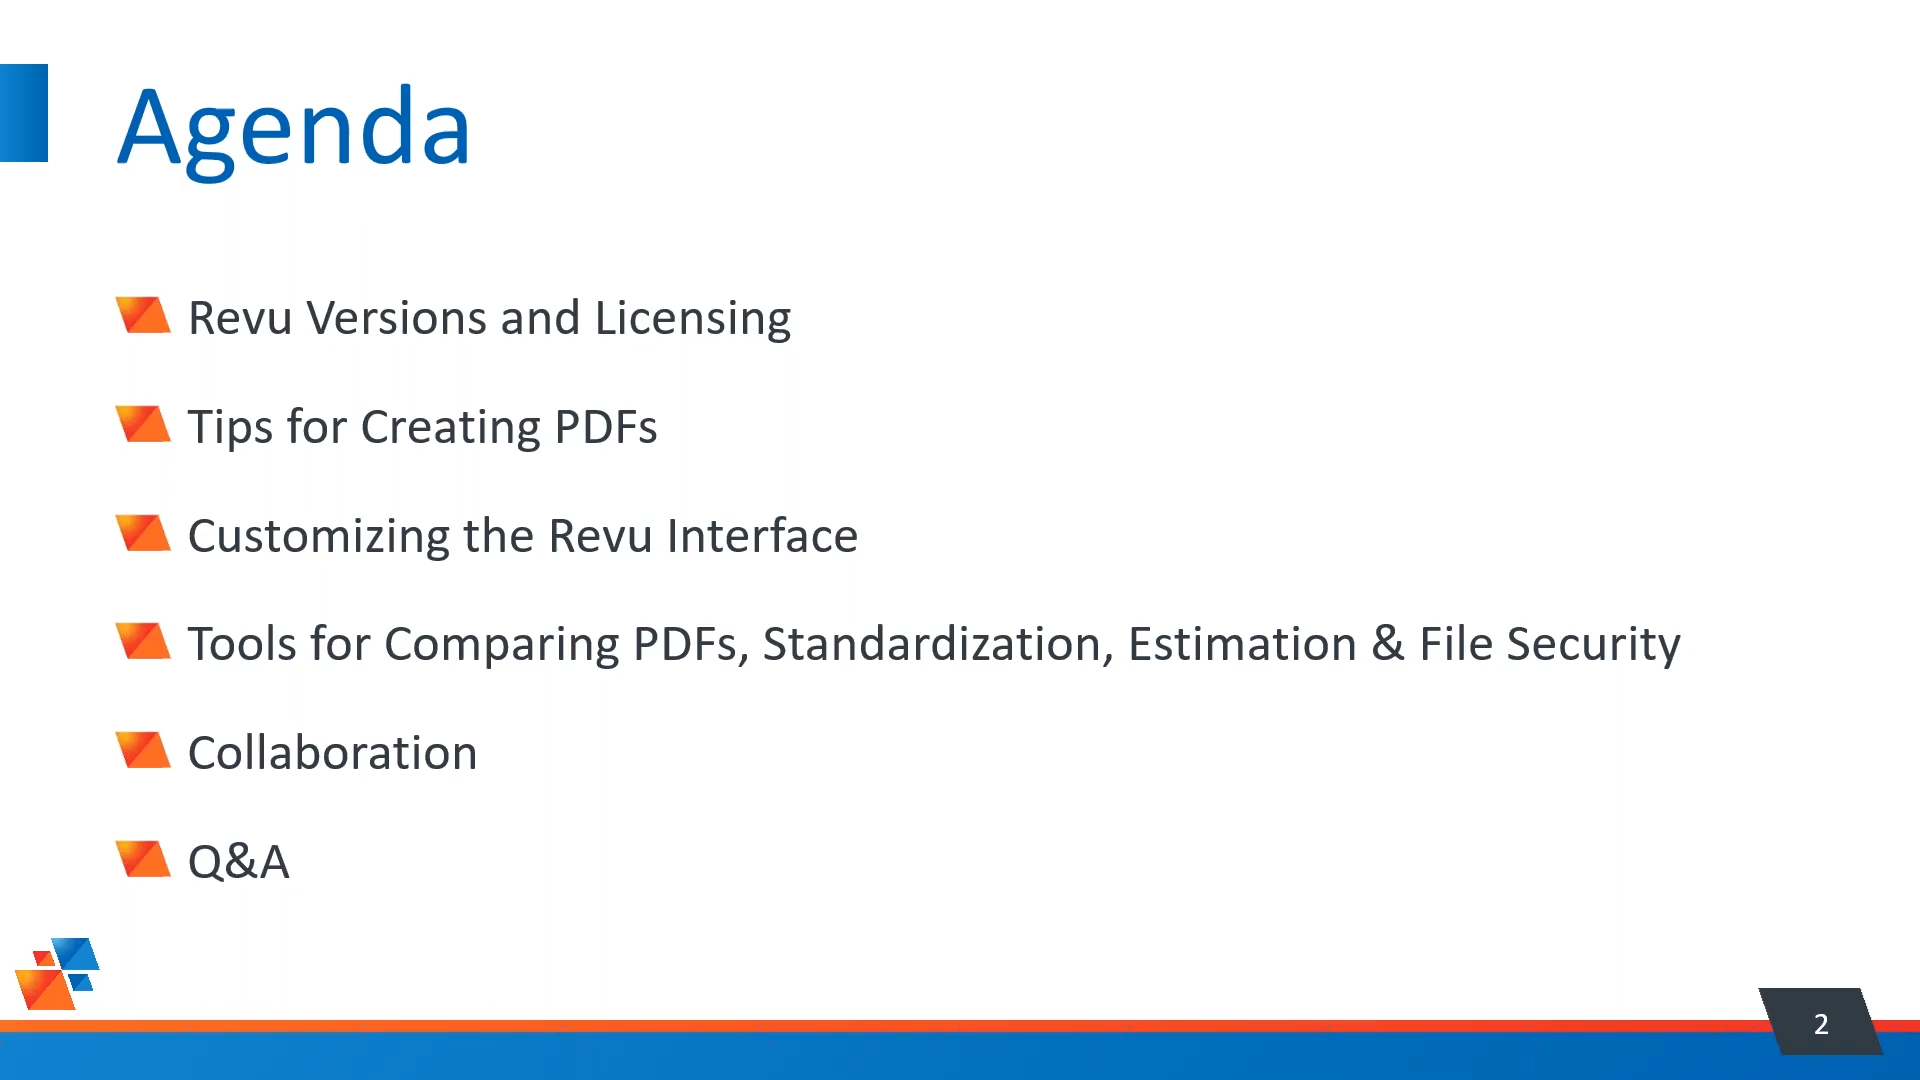 Agenda
Revu Versions and Licensing
Tips for Creating PDFs
Customizing the Revu Interface
Tools for Comparing PDFs, Standardization, Estimation & File Security
Collaboration
Q&A
2